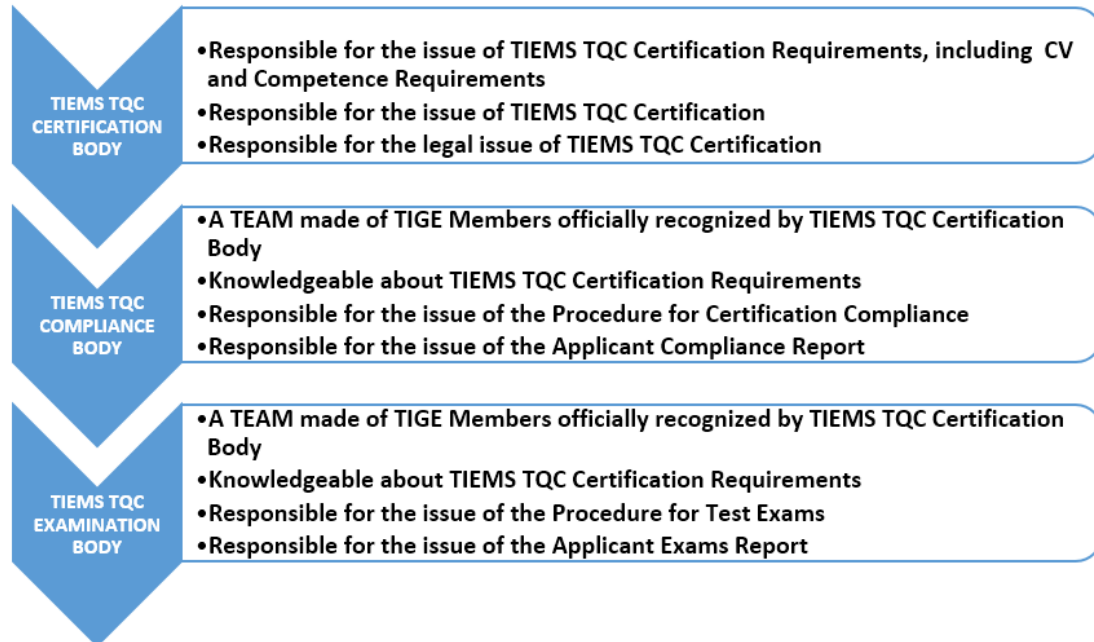 TIEMS TQC
CERTIFICATION
BODY
•Responsible for the issue of TIEMS TQC Certification Requirements, including  CV
and Competence Requirements
•Responsible for the issue of TIEMS TQC Certification
•Responsible for the legal issue of TIEMS TQC Certification
TIEMS TQC
COMPLIANCE
BODY
•A TEAM made of TIGE Members officially recognized by TIEMS TQC Certification
Body
•Knowledgeable about TIEMS TQC Certification Requirements
•Responsible for the issue of the Procedure for Certification Compliance
•Responsible for the issue of the Applicant Compliance Report
TIEMS TQC
EXAMINATION
BODY
•A TEAM made of TIGE Members officially recognized by TIEMS TQC Certification
Body
•Knowledgeable about TIEMS TQC Certification Requirements
•Responsible for the issue of the Procedure for Test Exams
•Responsible for the issue of the Applicant Exams Report